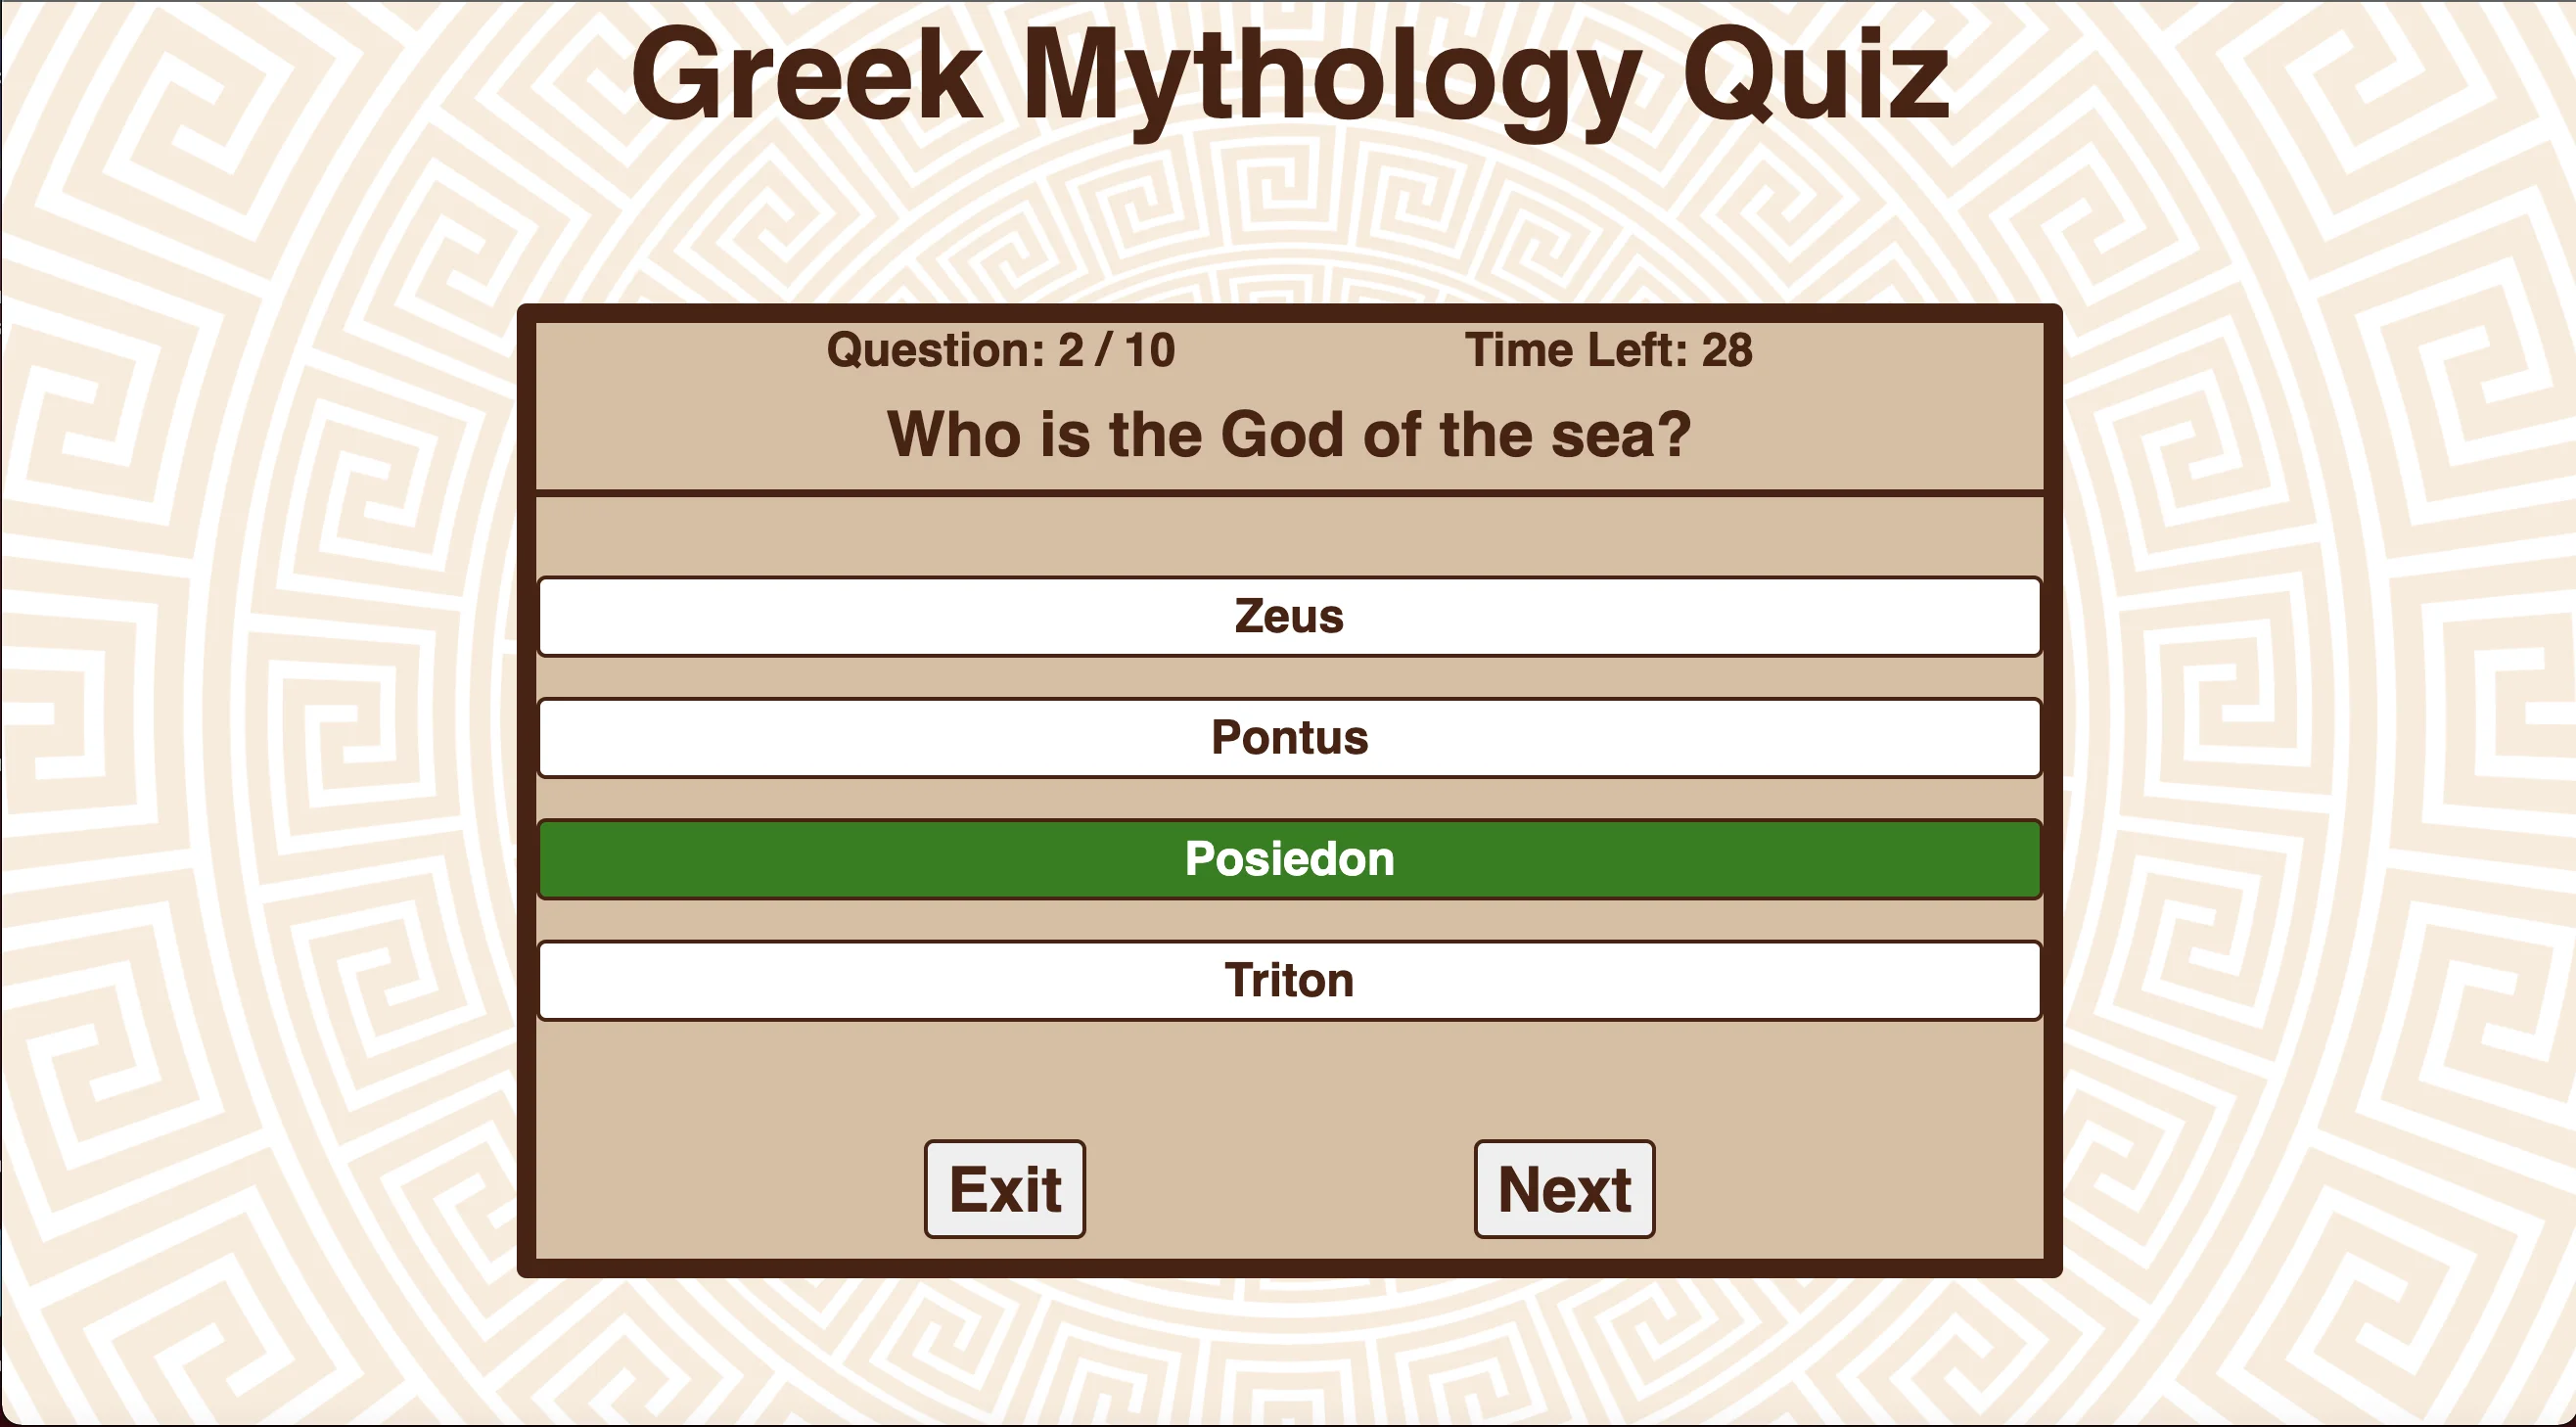 Greek Mythology Quiz
Question: 2 / 10 Time Left: 28
Who is the God of the sea?
Zeus
Pontus
Posiedon
Triton
Exit Next